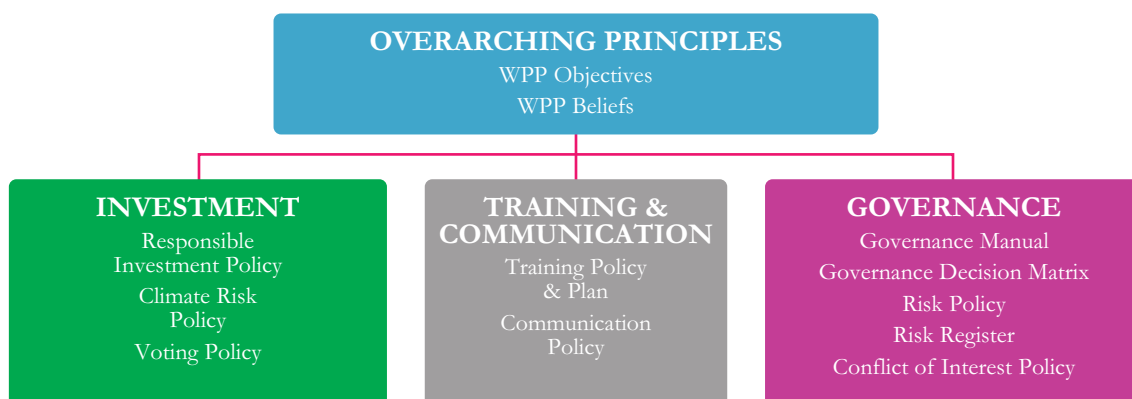 OVERARCHING PRINCIPLES
WPP Objectives
WPP Beliefs
INVESTMENT
Responsible
Investment Policy
Climate Risk
Policy
Voting Policy
TRAINING &
COMMUNICATION
Training Policy
& Plan
Communication
Policy
GOVERNANCE
Governance Manual
Governance Decision Matrix
Risk Policy
Risk Register
Conflict of Interest Policy